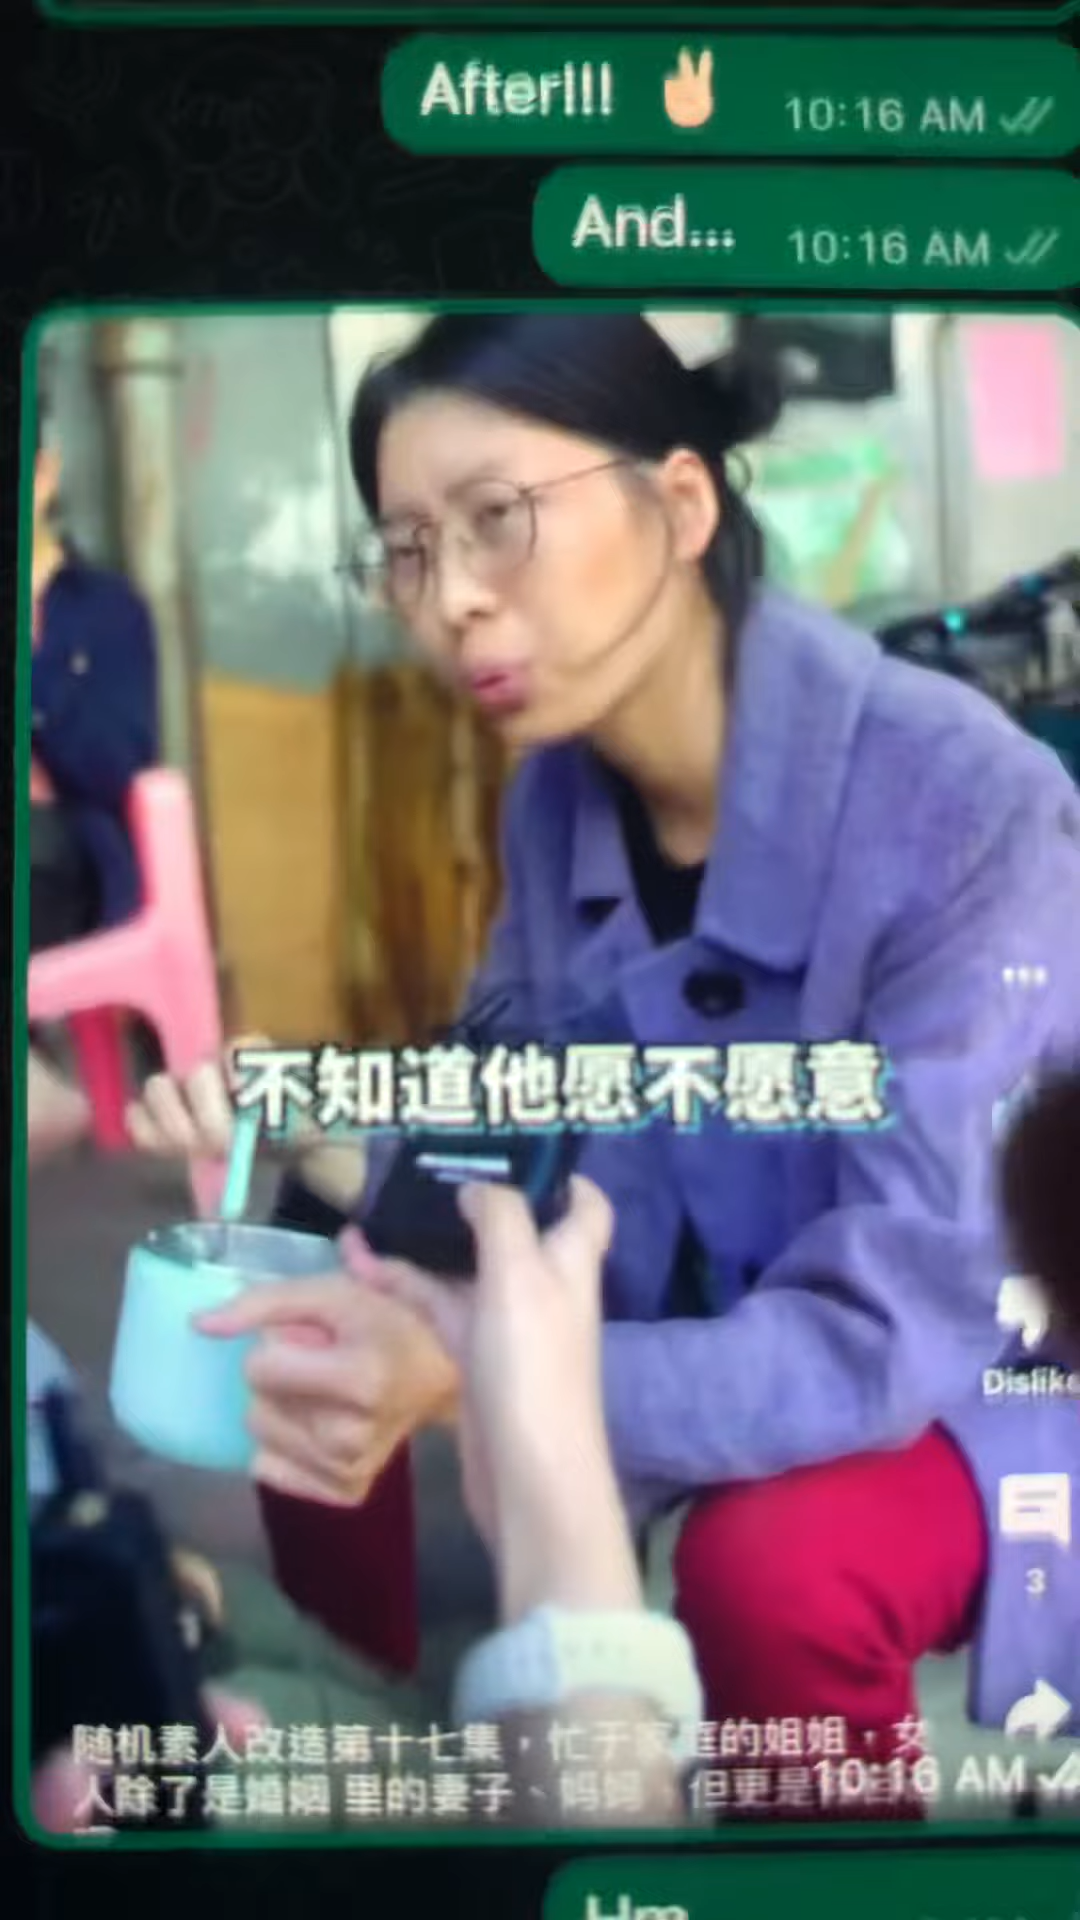 After!!! ✌🏻 10:16 AM
And... 10:16 AM
不知道他愿不愿意
Dislike
3
随机素人改造第十七集，忙于家庭的姐姐，女
人除了是婚姻 里的妻子、妈妈，但更是
10:16 AM
Hm